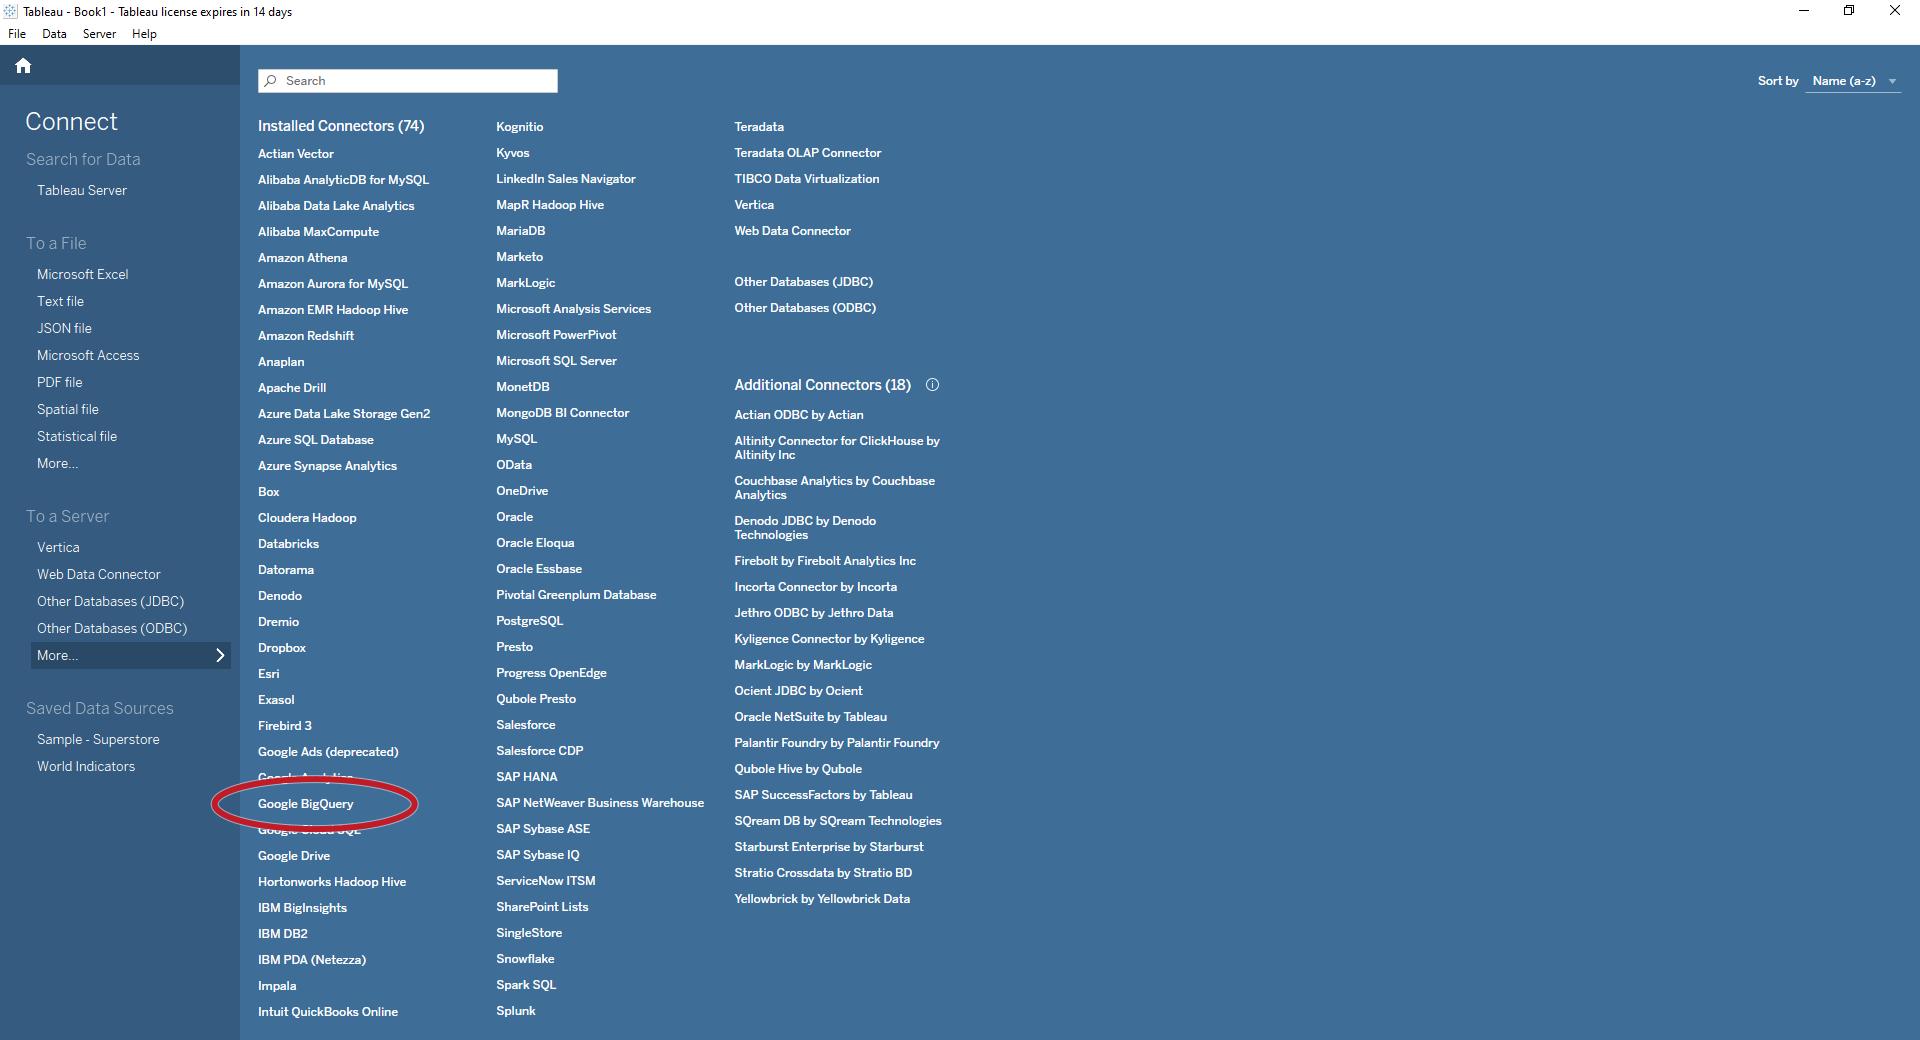 Tableau - Book1 - Tableau license expires in 14 days
File Data Server Help
Connect
Search for Data
Tableau Server
To a File
Microsoft Excel
Text file
JSON file
Microsoft Access
PDF file
Spatial file
Statistical file
More...
To a Server
Vertica
Web Data Connector
Other Databases (JDBC)
Other Databases (ODBC)
More...
Saved Data Sources
Sample - Superstore
World Indicators
Search
Sort by Name (a-z)
Installed Connectors (74)
Actian Vector
Alibaba AnalyticDB for MySQL
Alibaba Data Lake Analytics
Alibaba MaxCompute
Amazon Athena
Amazon Aurora for MySQL
Amazon EMR Hadoop Hive
Amazon Redshift
Anaplan
Apache Drill
Azure Data Lake Storage Gen2
Azure SQL Database
Azure Synapse Analytics
Box
Cloudera Hadoop
Databricks
Datorama
Denodo
Dremio
Dropbox
Esri
Exasol
Firebird 3
Google Ads (deprecated)
Google Analytics
Google BigQuery
Google Cloud SQL
Google Drive
Hortonworks Hadoop Hive
IBM BigInsights
IBM DB2
IBM PDA (Netezza)
Impala
Intuit QuickBooks Online
Kognitio
Kyvos
LinkedIn Sales Navigator
MapR Hadoop Hive
MariaDB
Marketo
MarkLogic
Microsoft Analysis Services
Microsoft PowerPivot
Microsoft SQL Server
MonetDB
MongoDB BI Connector
MySQL
OData
OneDrive
Oracle
Oracle Eloqua
Oracle Essbase
Pivotal Greenplum Database
PostgreSQL
Presto
Progress OpenEdge
Qubole Presto
Salesforce
Salesforce CDP
SAP HANA
SAP NetWeaver Business Warehouse
SAP Sybase ASE
SAP Sybase IQ
ServiceNow ITSM
SharePoint Lists
SingleStore
Snowflake
Spark SQL
Splunk
Teradata
Teradata OLAP Connector
TIBCO Data Virtualization
Vertica
Web Data Connector
Other Databases (JDBC)
Other Databases (ODBC)
Additional Connectors (18)
Actian ODBC by Actian
Altinity Connector for ClickHouse by
Altinity Inc
Couchbase Analytics by Couchbase
Analytics
Denodo JDBC by Denodo
Technologies
Firebolt by Firebolt Analytics Inc
Incorta Connector by Incorta
Jethro ODBC by Jethro Data
Kyligence Connector by Kyligence
MarkLogic by MarkLogic
Ocient JDBC by Ocient
Oracle NetSuite by Tableau
Palantir Foundry by Palantir Foundry
Qubole Hive by Qubole
SAP SuccessFactors by Tableau
SQream DB by SQream Technologies
Starburst Enterprise by Starburst
Stratio Crossdata by Stratio BD
Yellowbrick by Yellowbrick Data